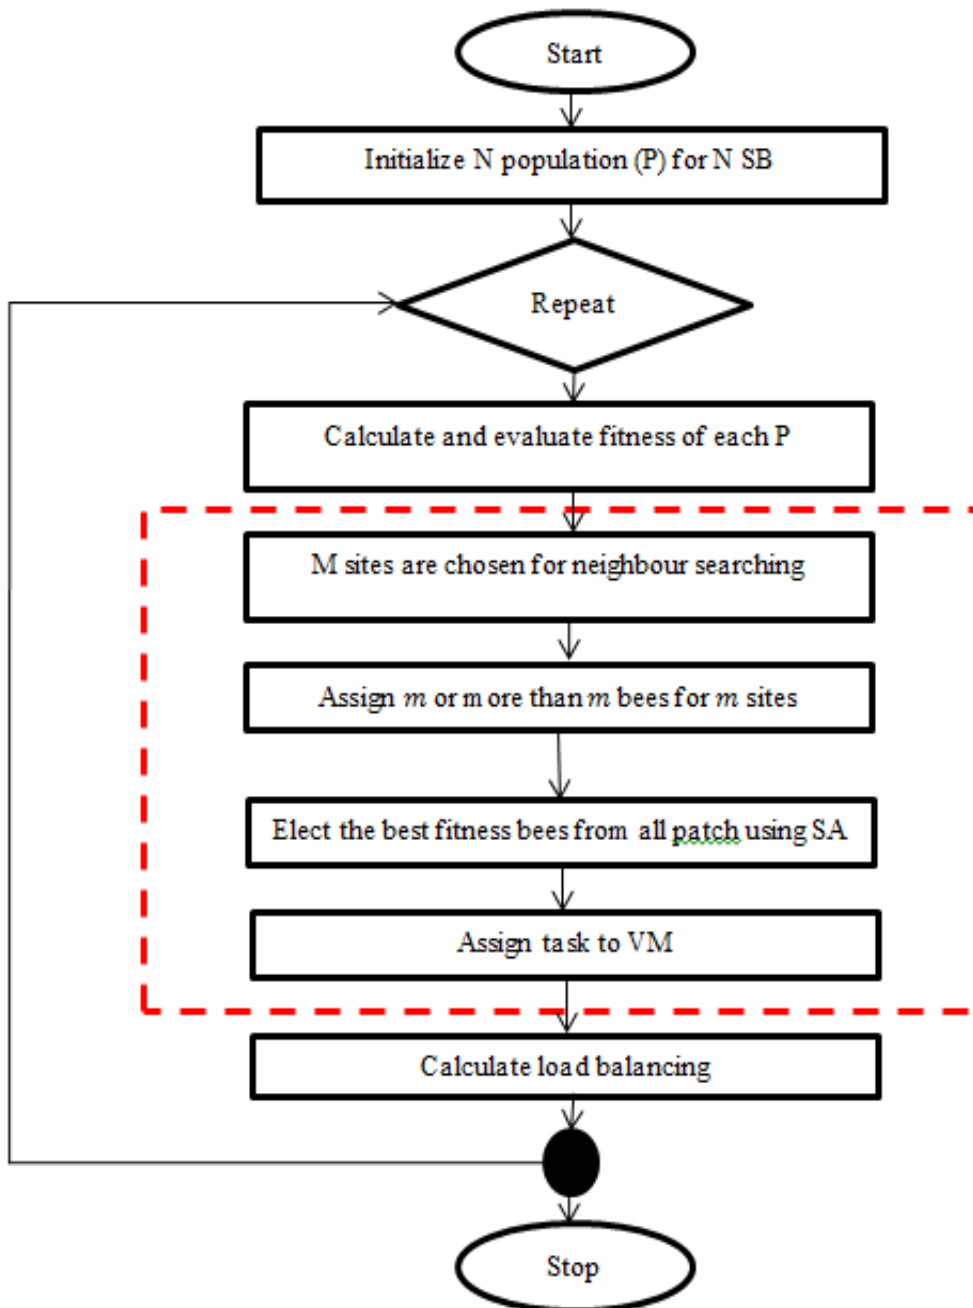 Start
Initialize N population (P) for N SB
Repeat
Calculate and evaluate fitness of each P
M sites are chosen for neighbour searching
Assign m or more than m bees for m sites
Elect the best fitness bees from all patch using SA
Assign task to VM
Calculate load balancing
Stop